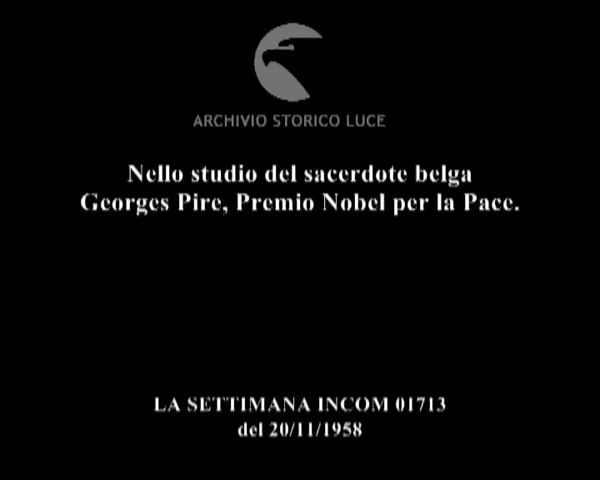 ARCHIVIO STORICO LUCE
Nello studio del sacerdote belga
Georges Pire, Premio Nobel per la Pace.
LA SETTIMANA INCOM 01713
del 20/11/1958